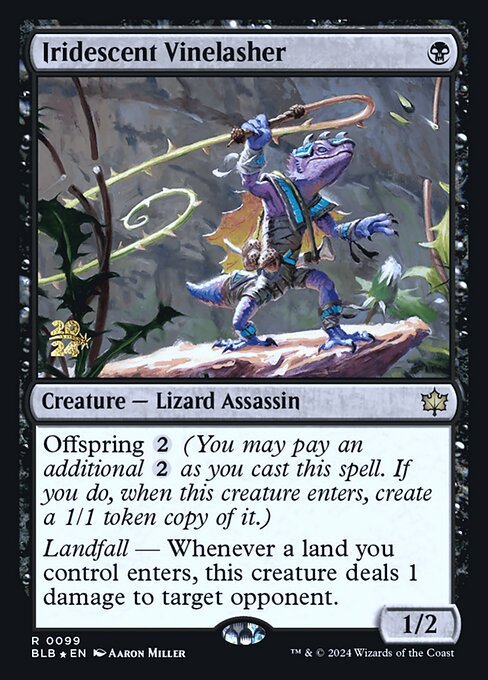 Iridescent Vinelasher
2024
Creature — Lizard Assassin
Offspring 2 (You may pay an
additional 2 as you cast this spell. If
you do, when this creature enters, create
a 1/1 token copy of it.)
Landfall — Whenever a land you
control enters, this creature deals 1
damage to target opponent.
1/2
R 0099
BLB ★ EN Aaron Miller
™ & © 2024 Wizards of the Coast